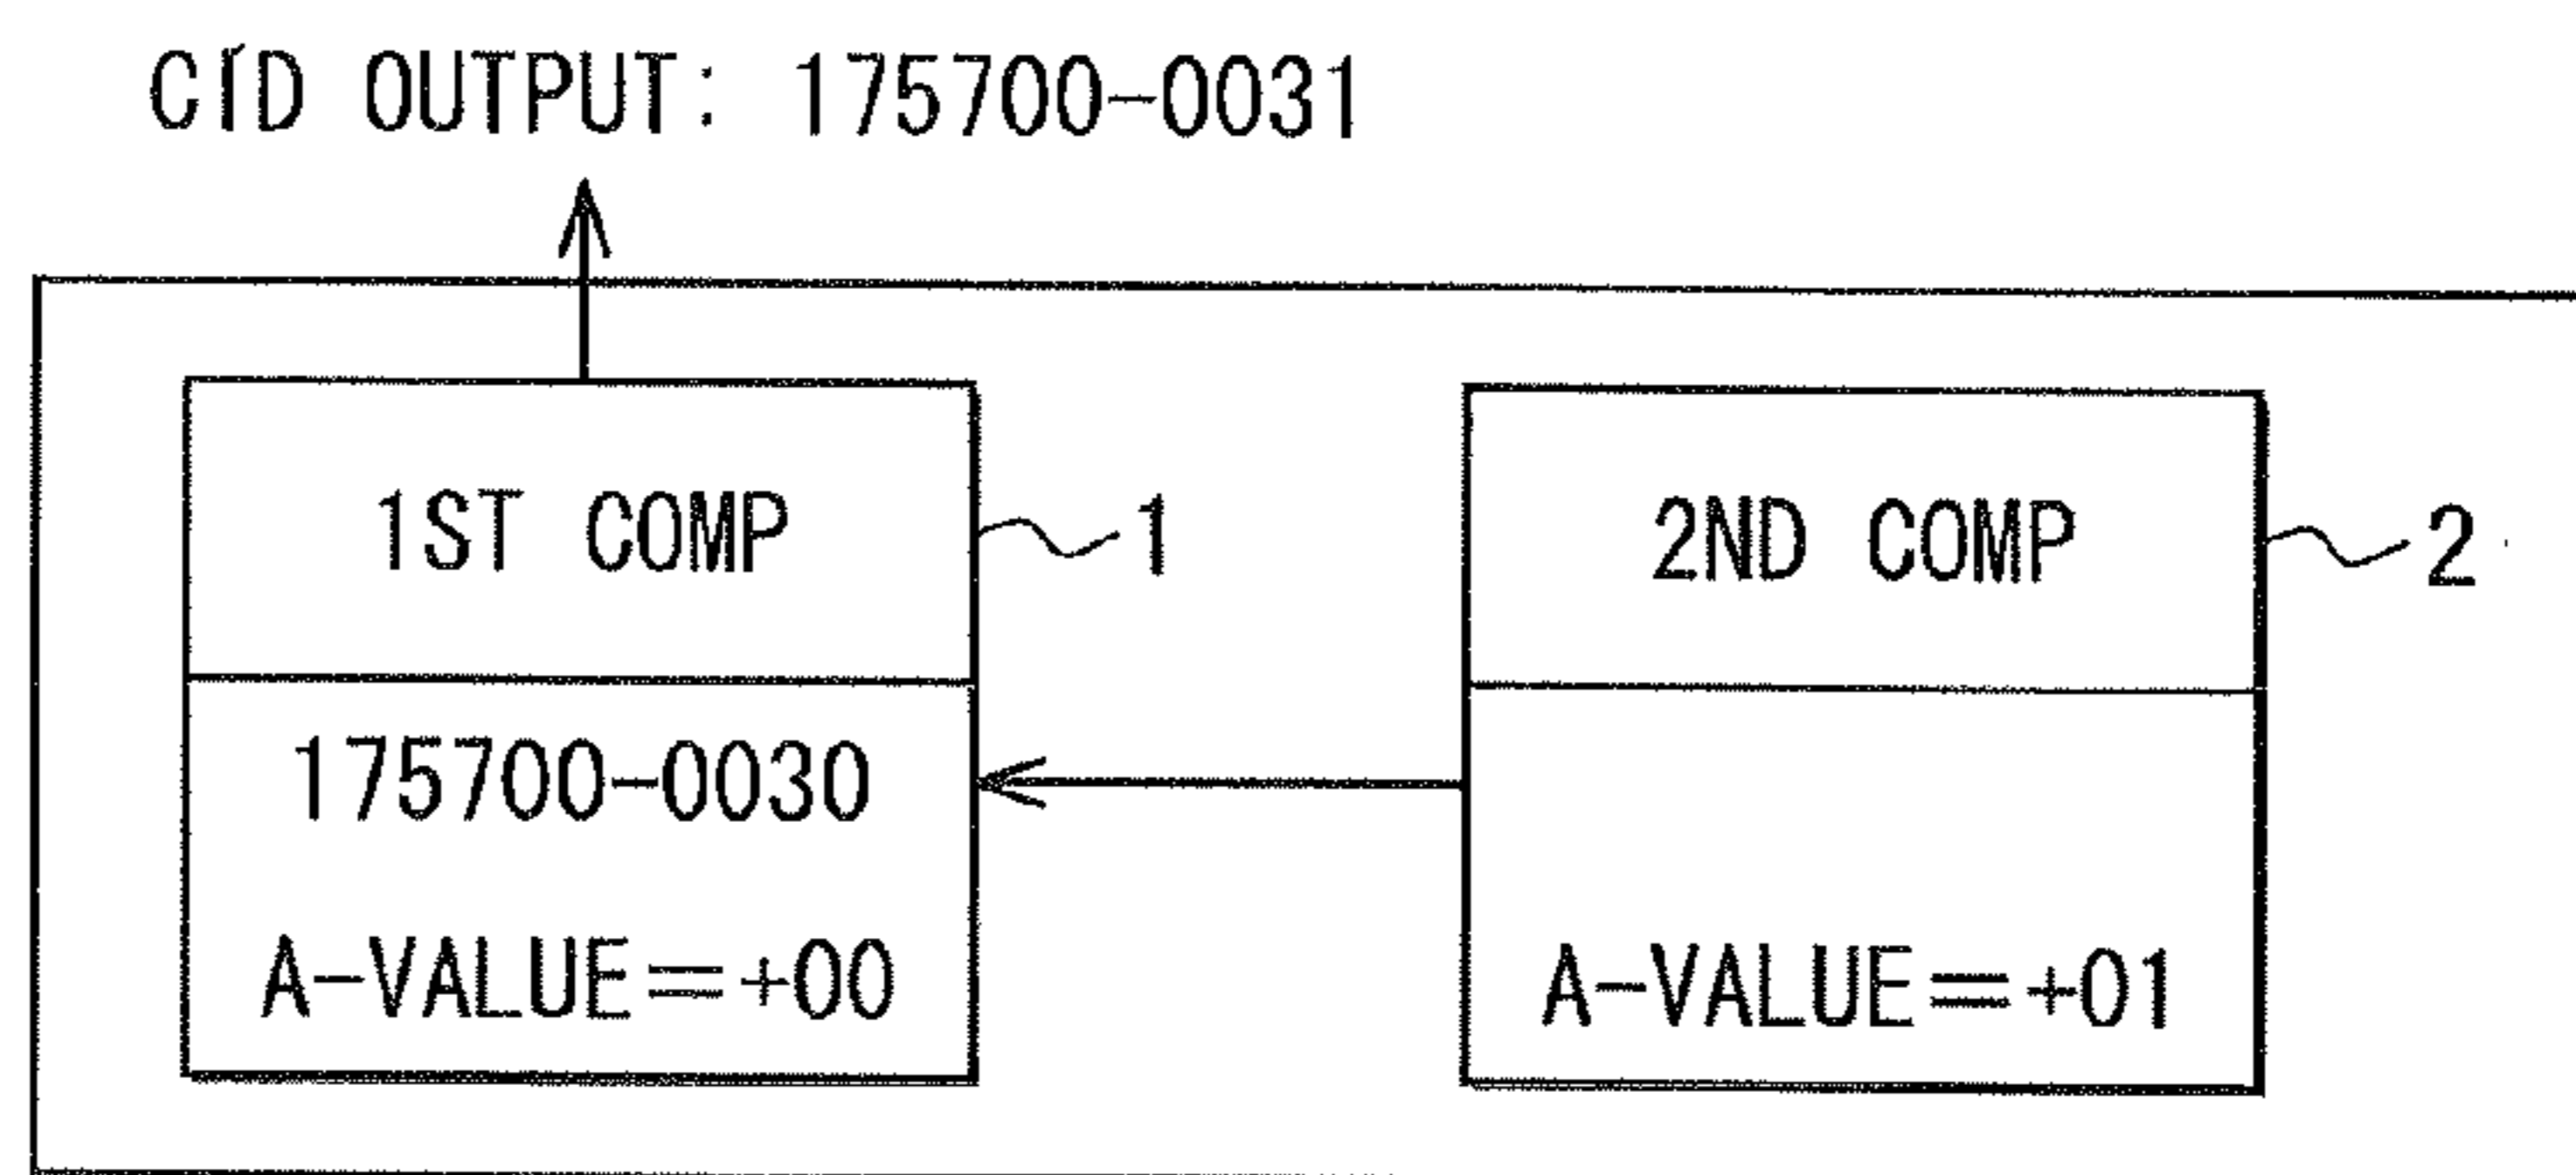 CID OUTPUT: 175700-0031
1ST COMP
1
2ND COMP
2
175700-0030
A-VALUE=+00
A-VALUE=+01